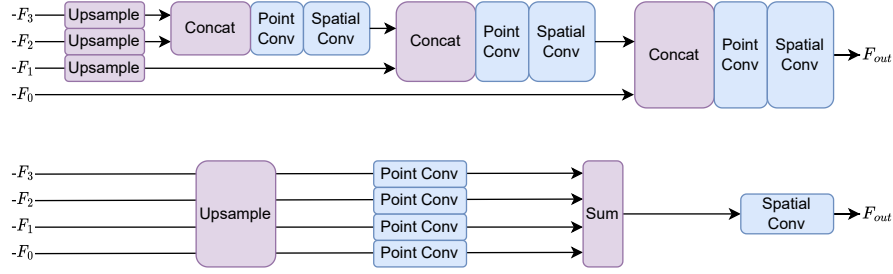 -F₃ Upsample
-F₂ Upsample
-F₁ Upsample
-F₀
Concat Point Conv Spatial Conv
Concat Point Conv Spatial Conv
Concat Point Conv Spatial Conv
F_out
-F₃
-F₂
-F₁
-F₀
Upsample
Point Conv
Point Conv
Point Conv
Point Conv
Sum
Spatial Conv
F_out